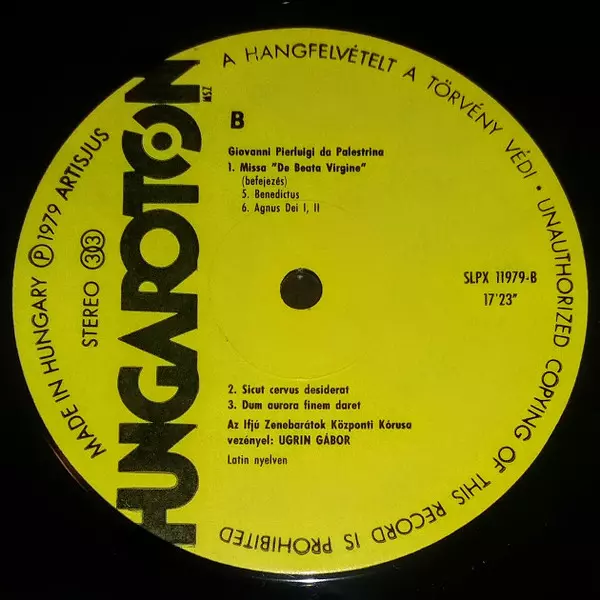 MADE IN HUNGARY Ⓟ 1979 ARTISJUS
A HANGFELVÉTELT A TÖRVÉNY VÉDI · UNAUTHORIZED COPYING OF THIS RECORD IS PROHIBITED
STEREO 33
HUNGAROTON
MSZ
B
Giovanni Pierluigi da Palestrina
1. Missa "De Beata Virgine"
(befejezés)
5. Benedictus
6. Agnus Dei I, II
SLPX 11979-B
17'23"
2. Sicut cervus desiderat
3. Dum aurora finem daret
Az Ifjú Zenebarátok Központi Kórusa
vezényel: UGRIN GÁBOR
Latin nyelven